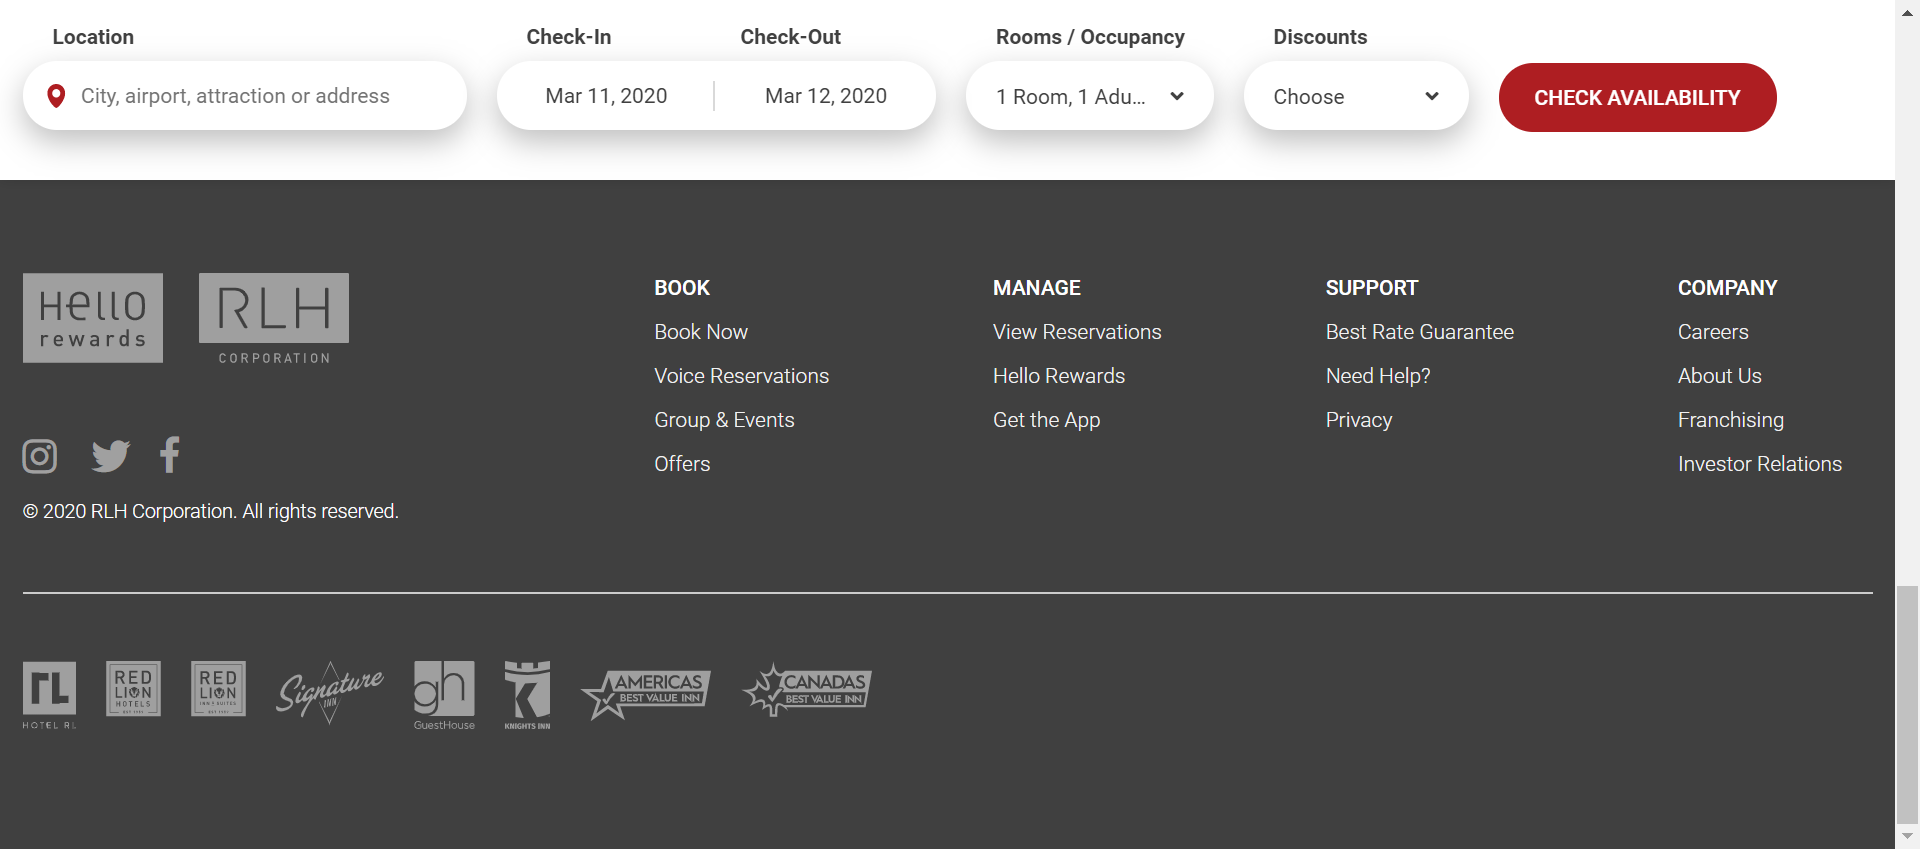 Location
Check-In
Check-Out
Rooms / Occupancy
Discounts
City, airport, attraction or address
Mar 11, 2020
Mar 12, 2020
1 Room, 1 Adu...
Choose
CHECK AVAILABILITY
Hello
rewards
RLH
CORPORATION
© 2020 RLH Corporation. All rights reserved.
BOOK
Book Now
Voice Reservations
Group & Events
Offers
MANAGE
View Reservations
Hello Rewards
Get the App
SUPPORT
Best Rate Guarantee
Need Help?
Privacy
COMPANY
Careers
About Us
Franchising
Investor Relations
RL
HOTEL RL
RED
LION
HOTELS
RED
LION
INN & SUITES
Signature
INN
gh
GuestHouse
K
KNIGHTS INN
AMERICAS
BEST VALUE INN
CANADAS
BEST VALUE INN